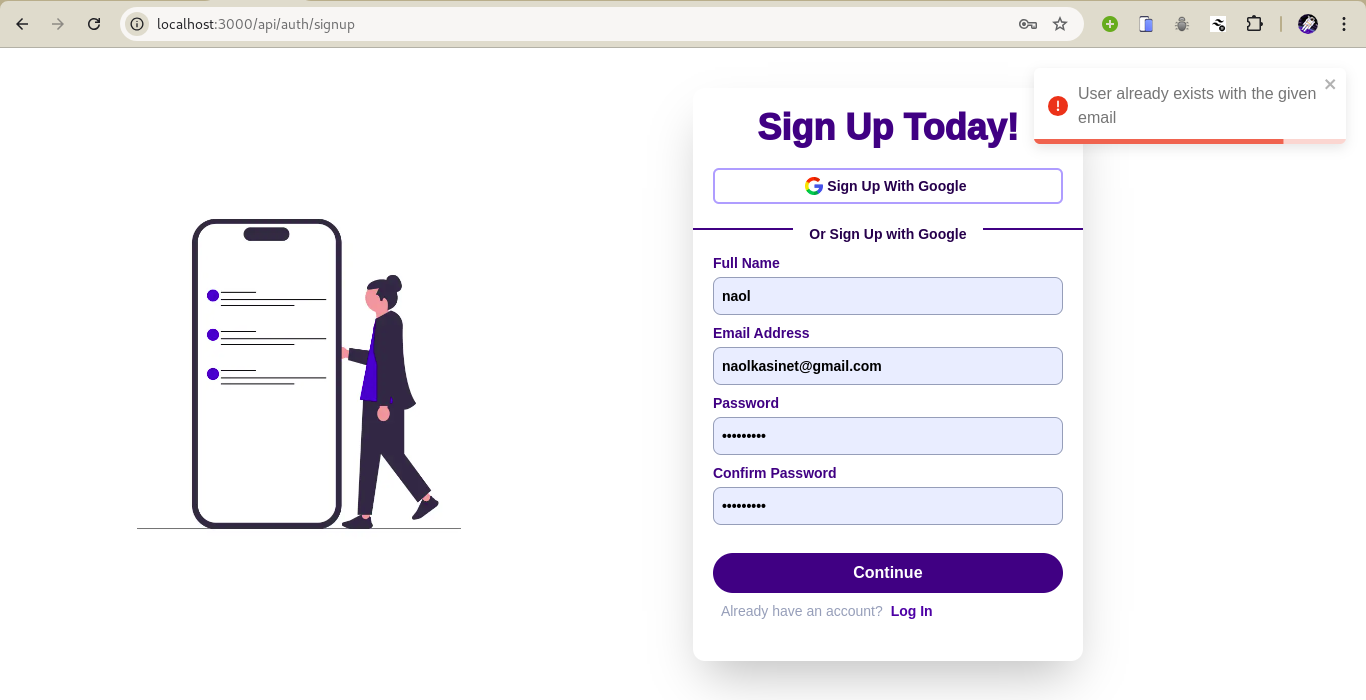 localhost:3000/api/auth/signup
User already exists with the given
email
Sign Up Today!
Sign Up With Google
Or Sign Up with Google
Full Name
naol
Email Address
naolkasinet@gmail.com
Password
•••••••••
Confirm Password
•••••••••
Continue
Already have an account? Log In